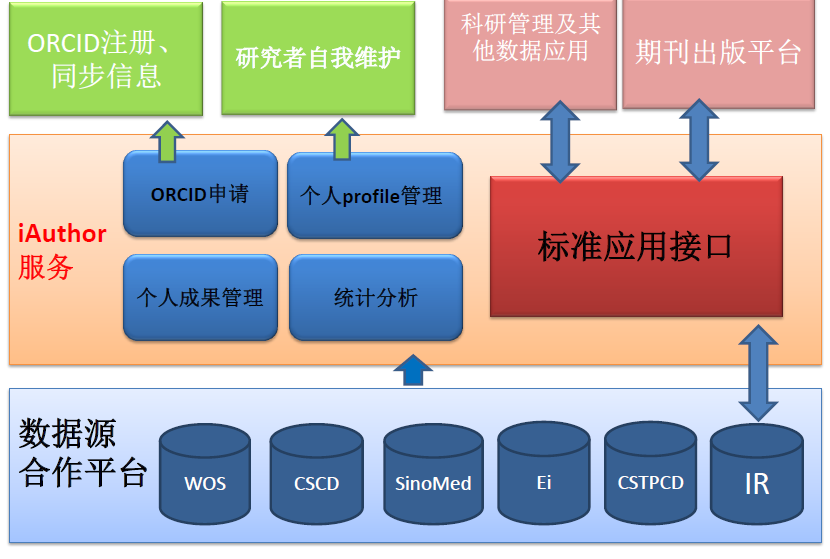 ORCID注册、
同步信息
研究者自我维护
科研管理及其
他数据应用
期刊出版平台
iAuthor
服务
ORCID申请
个人profile管理
个人成果管理
统计分析
标准应用接口
数据源
合作平台
WOS
CSCD
SinoMed
Ei
CSTPCD
IR